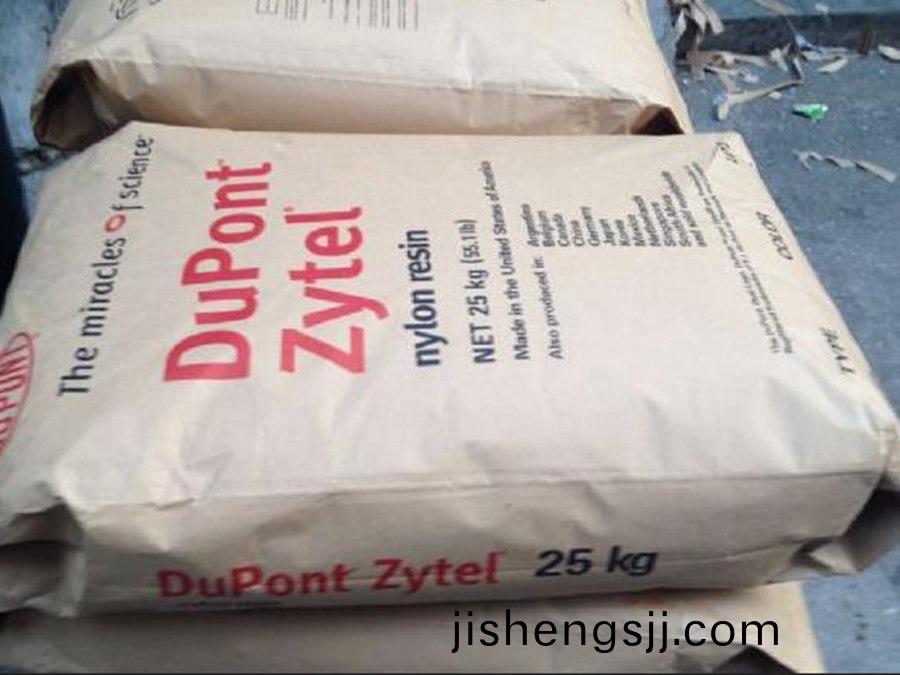 The miracles of science
DuPont
Zytel
nylon resin
NET 25 kg (55.1 lb)
Made in the United States of America
Also produced in:
Argentina
Belgium
Canada
China
Germany
Japan
Korea
Mexico
Netherlands
Singapore
South Africa
TYPE
COLOR
DuPont Zytel 25 kg
jishengsjj.com